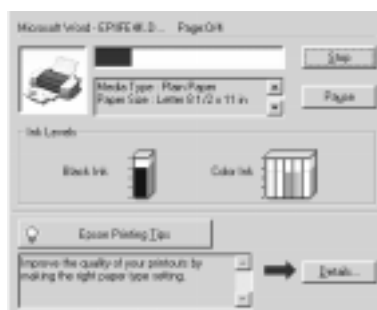 Microsoft Word - EPIFE4K.D... Page:0/4
Stop
Media Type : Plain Paper
Paper Size : Letter 8 1/2 x 11 in
Pause
Ink Levels
Black Ink
Color Ink
Epson Printing Tips
Improve the quality of your printouts by
making the right paper type setting.
Details...